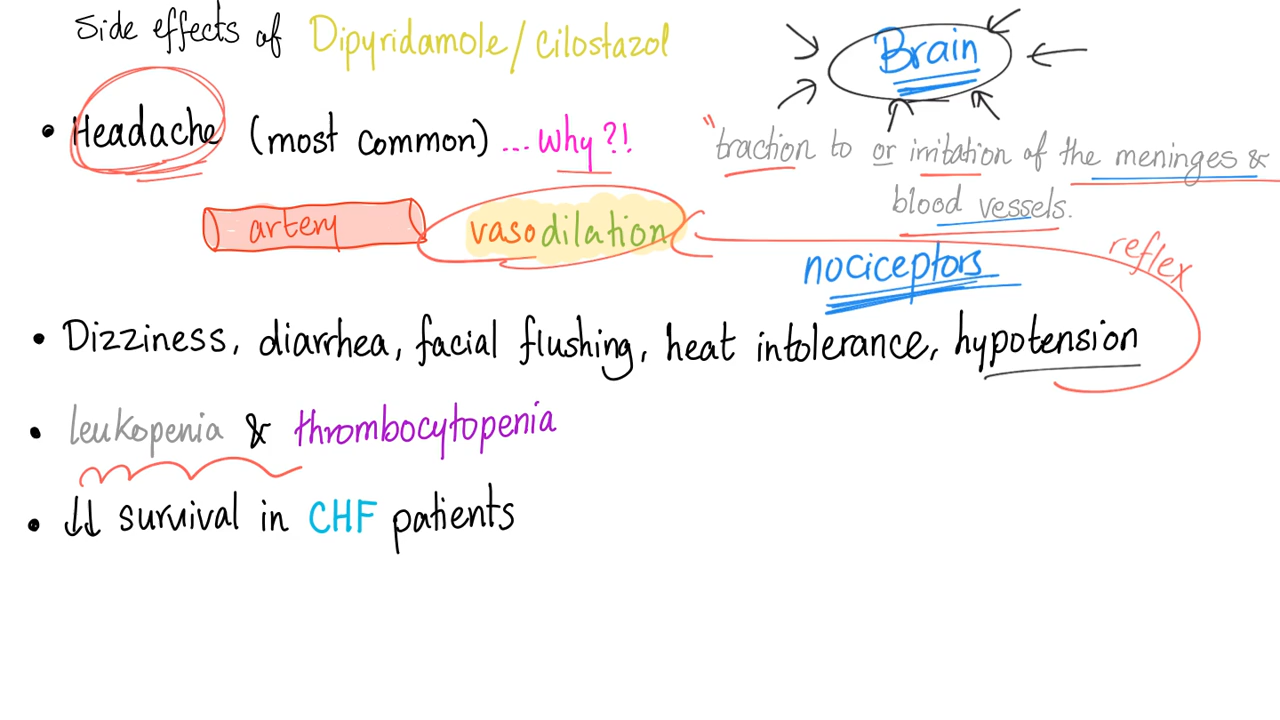 Side effects of Dipyridamole/cilostazol
Brain
• Headache (most common) ...why?!
"traction to or irritation of the meninges &
blood vessels.
artery
vasodilation
nociceptors
reflex
• Dizziness, diarrhea, facial flushing, heat intolerance, hypotension
• leukopenia & thrombocytopenia
• ↓↓ survival in CHF patients